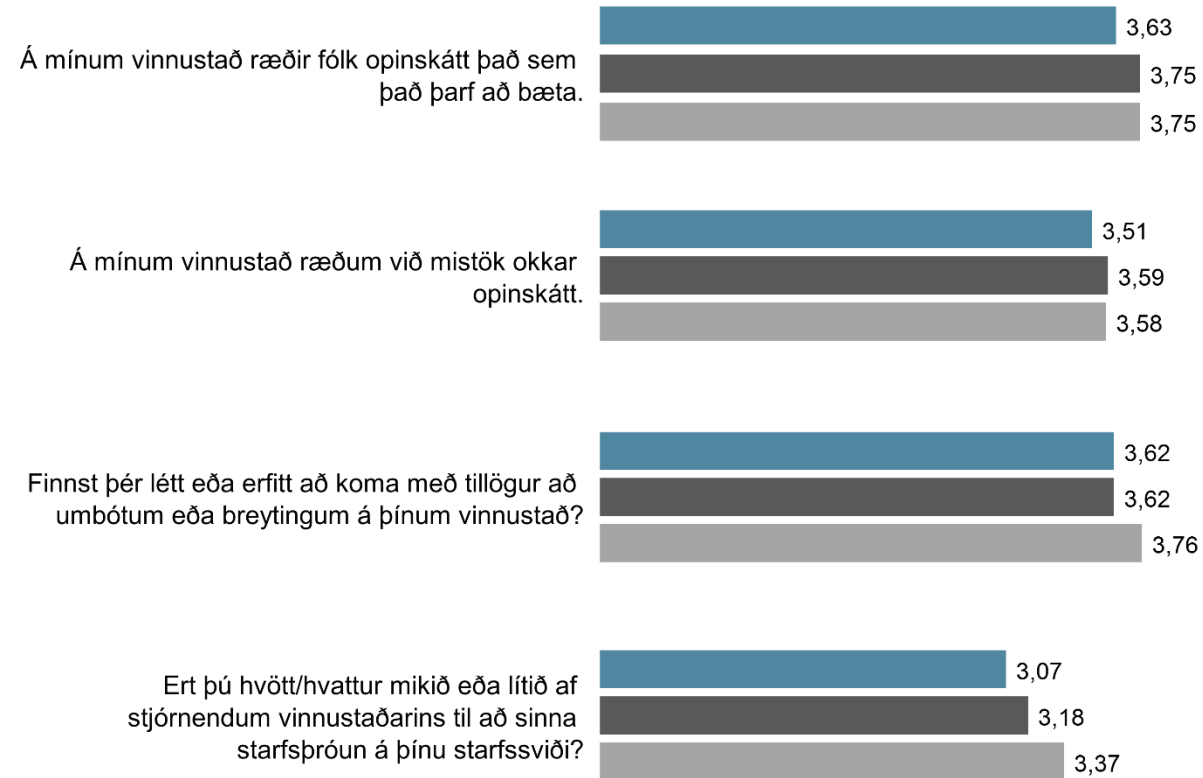 Á mínum vinnustað ræðir fólk opinskátt það sem
það þarf að bæta.
3,63
3,75
3,75
Á mínum vinnustað ræðum við mistök okkar
opinskátt.
3,51
3,59
3,58
Finnst þér létt eða erfitt að koma með tillögur að
umbótum eða breytingum á þínum vinnustað?
3,62
3,62
3,76
Ert þú hvött/hvattur mikið eða lítið af
stjórnendum vinnustaðarins til að sinna
starfsþróun á þínu starfssviði?
3,07
3,18
3,37